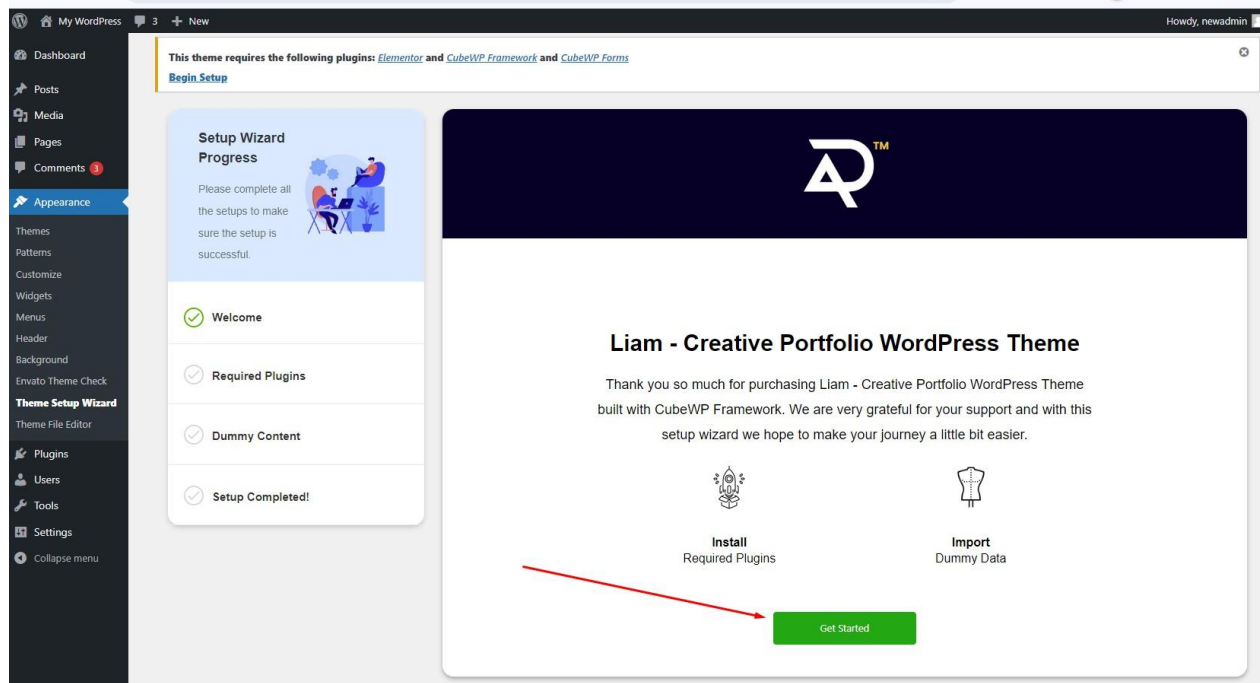 My WordPress 3 + New Howdy, newadmin
Dashboard
Posts
Media
Pages
Comments 3
Appearance
Themes
Patterns
Customize
Widgets
Menus
Header
Background
Envato Theme Check
Theme Setup Wizard
Theme File Editor
Plugins
Users
Tools
Settings
Collapse menu
This theme requires the following plugins: Elementor and CubeWP Framework and CubeWP Forms
Begin Setup
Setup Wizard
Progress
Please complete all
the setups to make
sure the setup is
successful.
Welcome
Required Plugins
Dummy Content
Setup Completed!
TM
Liam - Creative Portfolio WordPress Theme
Thank you so much for purchasing Liam - Creative Portfolio WordPress Theme
built with CubeWP Framework. We are very grateful for your support and with this
setup wizard we hope to make your journey a little bit easier.
Install
Required Plugins
Import
Dummy Data
Get Started